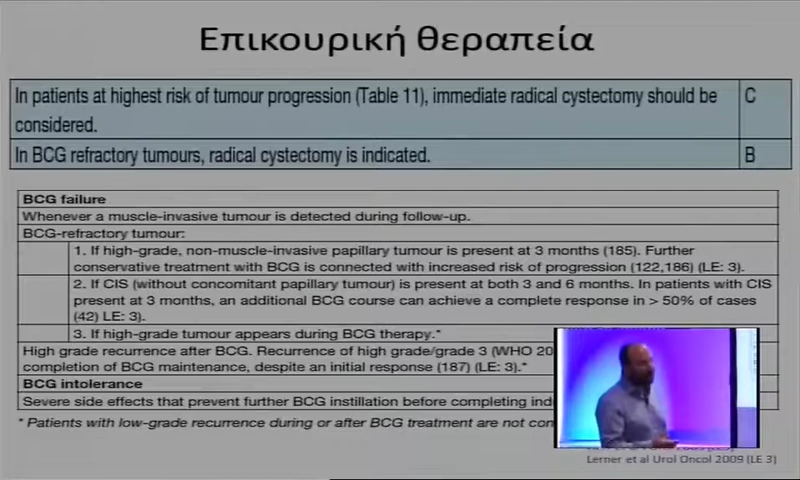 Επικουρική θεραπεία
In patients at highest risk of tumour progression (Table 11), immediate radical cystectomy should be C
considered.
In BCG refractory tumours, radical cystectomy is indicated. B
BCG failure
Whenever a muscle-invasive tumour is detected during follow-up.
BCG-refractory tumour:
1. If high-grade, non-muscle-invasive papillary tumour is present at 3 months (185). Further
conservative treatment with BCG is connected with increased risk of progression (122,186) (LE: 3).
2. If CIS (without concomitant papillary tumour) is present at both 3 and 6 months. In patients with CIS
present at 3 months, an additional BCG course can achieve a complete response in > 50% of cases
(42) LE: 3).
3. If high-grade tumour appears during BCG therapy.*
High grade recurrence after BCG. Recurrence of high grade/grade 3 (WHO 20
completion of BCG maintenance, despite an initial response (187) (LE: 3).*
BCG intolerance
Severe side effects that prevent further BCG instillation before completing ind
* Patients with low-grade recurrence during or after BCG treatment are not con
Lerner et al Urol Oncol 2009 (LE 3)